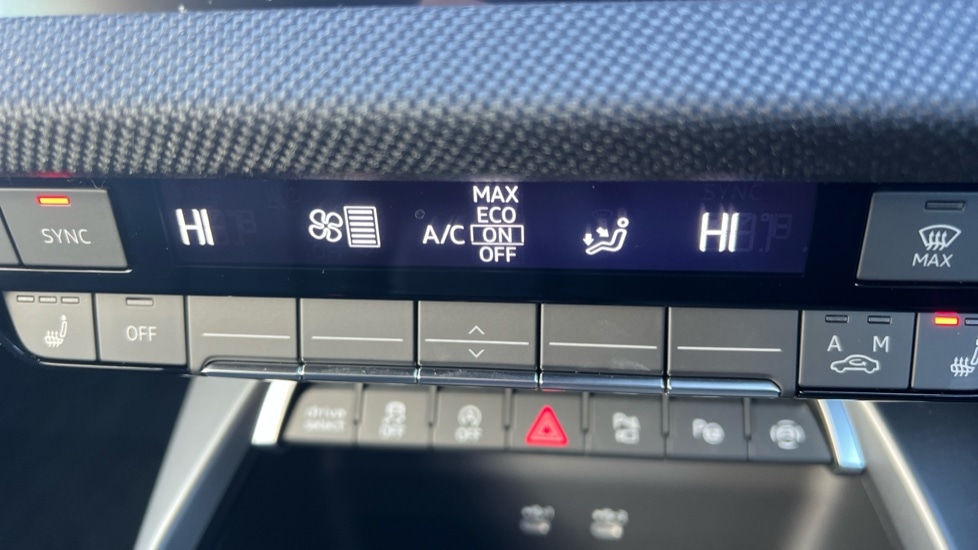 MAX
ECO
SYNC HI A/C ON HI MAX
OFF
OFF A M
drive
select OFF OFF